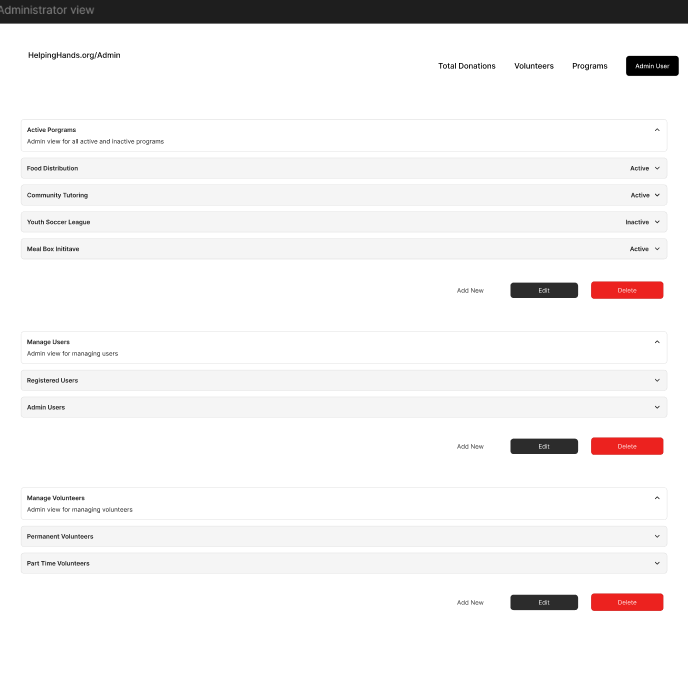 Administrator view
HelpingHands.org/Admin
Total Donations Volunteers Programs Admin User
Active Porgrams
Admin view for all active and inactive programs
Food Distribution Active
Community Tutoring Active
Youth Soccer League Inactive
Meal Box Inititave Active
Add New Edit Delete
Manage Users
Admin view for managing users
Registered Users
Admin Users
Add New Edit Delete
Manage Volunteers
Admin view for managing volunteers
Permanent Volunteers
Part Time Volunteers
Add New Edit Delete